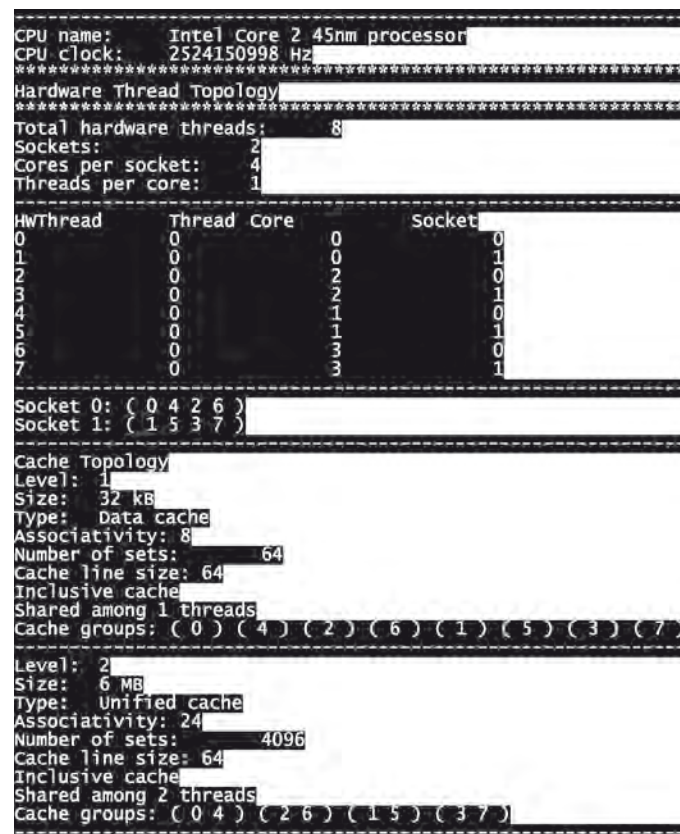 -------------------------------------------------------------
CPU name: Intel Core 2 45nm processor
CPU clock: 2524150998 Hz
*************************************************************
Hardware Thread Topology
*************************************************************
Total hardware threads: 8
Sockets: 2
Cores per socket: 4
Threads per core: 1
-------------------------------------------------------------
HWThread Thread Core Socket
0 0 0 0
1 0 0 1
2 0 2 0
3 0 2 1
4 0 1 0
5 0 1 1
6 0 3 0
7 0 3 1
-------------------------------------------------------------
Socket 0: ( 0 4 2 6 )
Socket 1: ( 1 5 3 7 )
-------------------------------------------------------------
Cache Topology
Level: 1
Size: 32 kB
Type: Data cache
Associativity: 8
Number of sets: 64
Cache line size: 64
Inclusive cache
Shared among 1 threads
Cache groups: ( 0 ) ( 4 ) ( 2 ) ( 6 ) ( 1 ) ( 5 ) ( 3 ) ( 7 )
-------------------------------------------------------------
Level: 2
Size: 6 MB
Type: Unified cache
Associativity: 24
Number of sets: 4096
Cache line size: 64
Inclusive cache
Shared among 2 threads
Cache groups: ( 0 4 ) ( 2 6 ) ( 1 5 ) ( 3 7 )
-------------------------------------------------------------